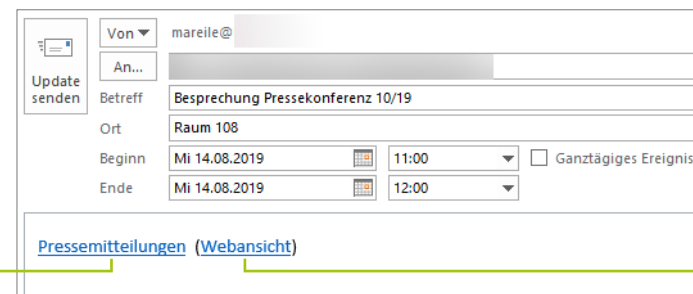 Von
mareile@
An...
Update
senden
Betreff
Besprechung Pressekonferenz 10/19
Ort
Raum 108
Beginn
Mi 14.08.2019
11:00
Ganztägiges Ereignis
Ende
Mi 14.08.2019
12:00
Pressemitteilungen (Webansicht)